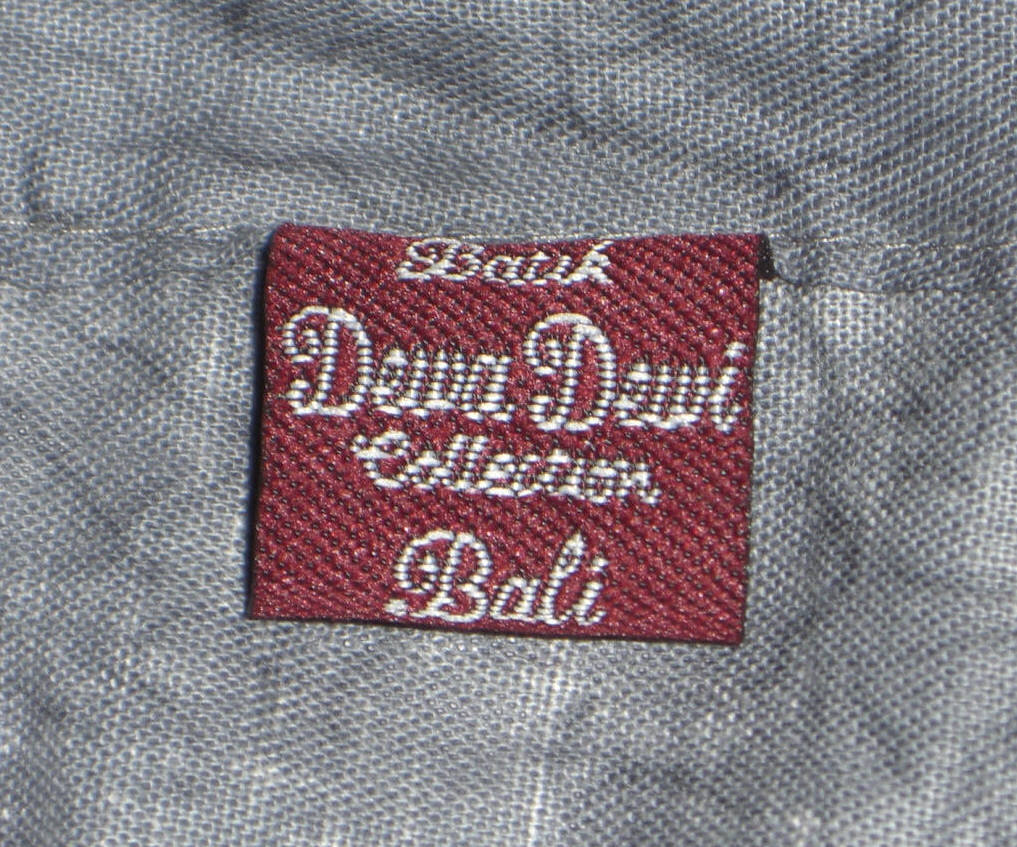 Batik
Dewa Dewi
Collection
Bali